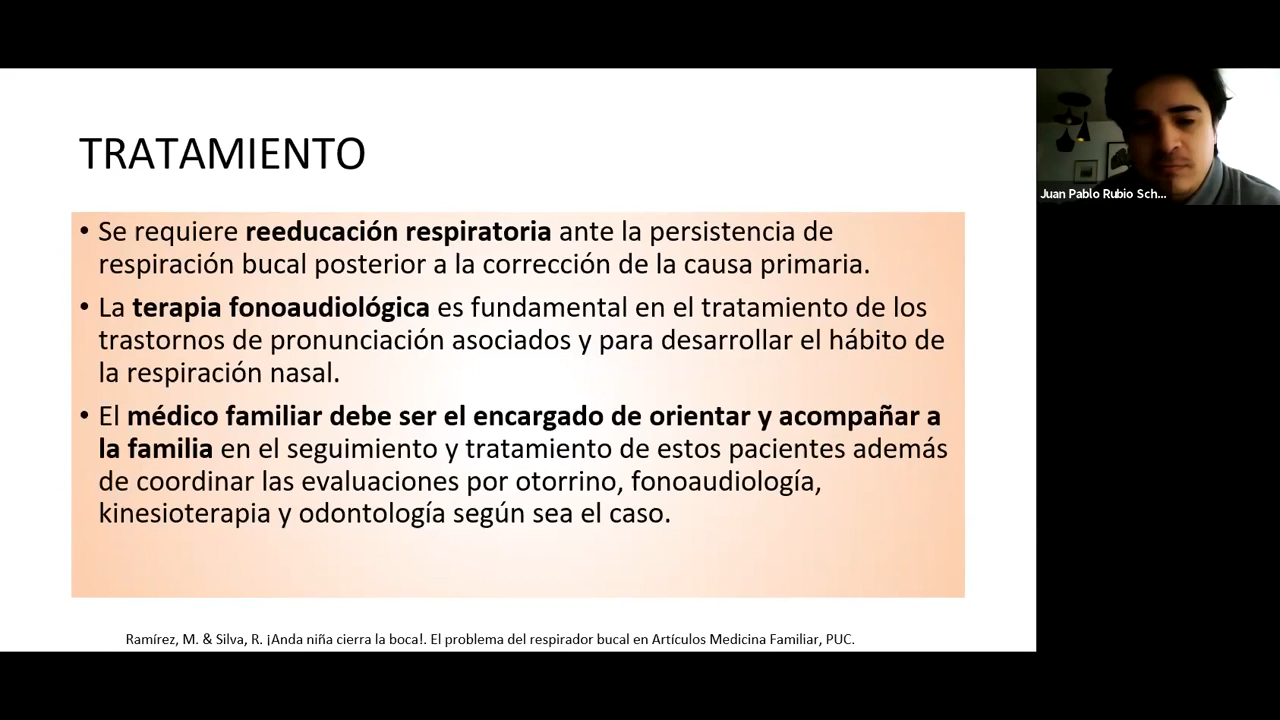 TRATAMIENTO
• Se requiere reeducación respiratoria ante la persistencia de
respiración bucal posterior a la corrección de la causa primaria.
• La terapia fonoaudiológica es fundamental en el tratamiento de los
trastornos de pronunciación asociados y para desarrollar el hábito de
la respiración nasal.
• El médico familiar debe ser el encargado de orientar y acompañar a
la familia en el seguimiento y tratamiento de estos pacientes además
de coordinar las evaluaciones por otorrino, fonoaudiología,
kinesioterapia y odontología según sea el caso.
Ramírez, M. & Silva, R. ¡Anda niña cierra la boca!. El problema del respirador bucal en Artículos Medicina Familiar, PUC.
Juan Pablo Rubio Sch...